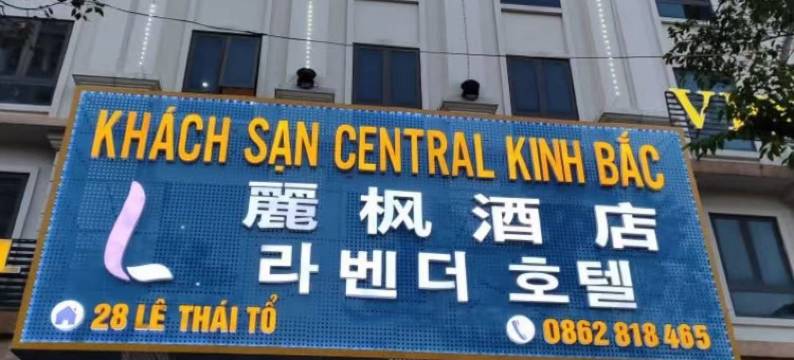 KHÁCH SẠN CENTRAL KINH BẮC
麗枫酒店
라벤더 호텔
28 LÊ THÁI TỔ
0862 818 465